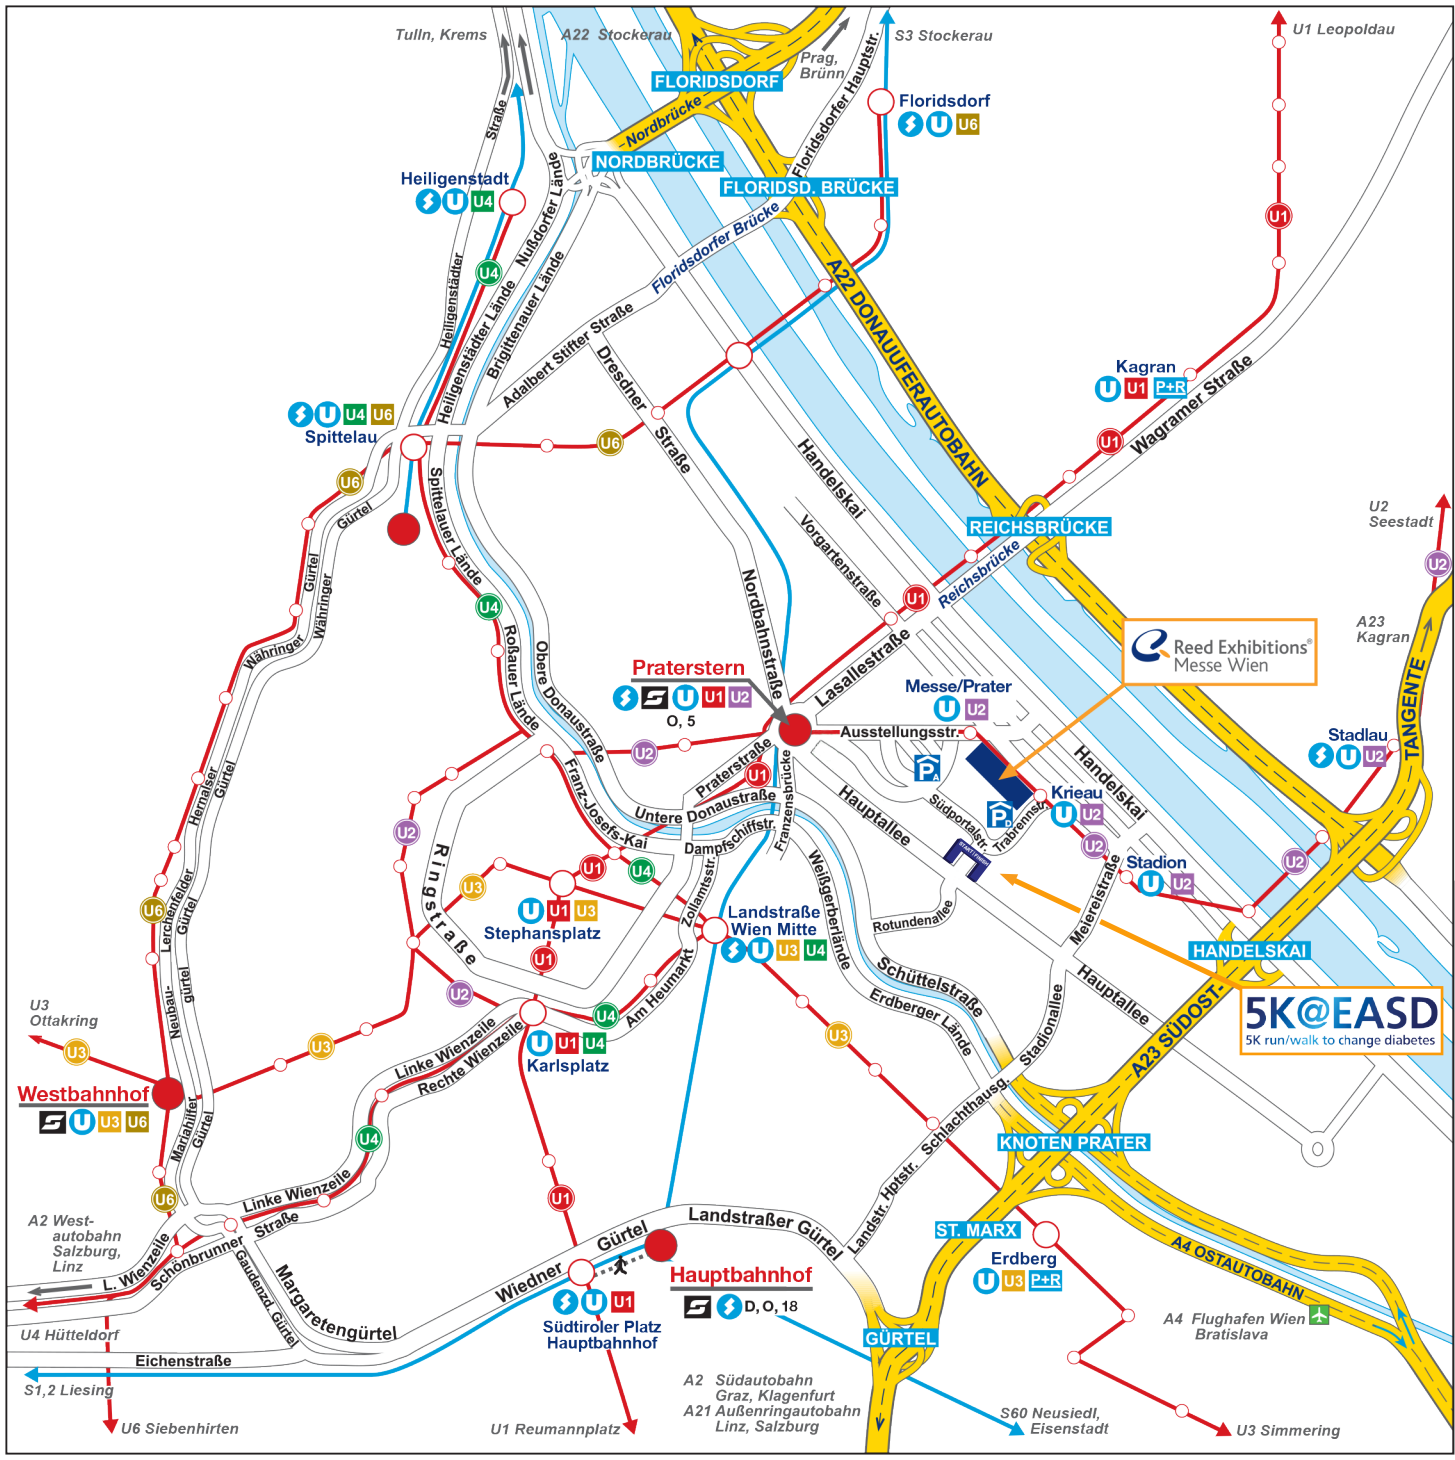 Tulln, Krems
A22 Stockerau
Prag,
Brünn
S3 Stockerau
U1 Leopoldau
FLORIDSDORF
Nordbrücke
Floridsdorf
U U6
Straße
NORDBRÜCKE
FLORIDSD. BRÜCKE
Floridsdorfer Hauptstr.
Heiligenstadt
U U4
Nußdorfer Lände
Floridsdorfer Brücke
U1
U4
Heiligenstädter
Heiligenstädter Lände
Brigittenauer Lände
A22 DONAUUFERAUTOBAHN
Adalbert Stifter Straße
Dresdner
Straße
Kagran
U U1 P+R
Wagramer Straße
U U4 U6
Spittelau
U6
U1
Handelskai
U6
Gürtel
Spittelauer Lände
Vorgartenstraße
REICHSBRÜCKE
Reichsbrücke
U2
Seestadt
U2
Gürtel
Währinger
U4
Nordbahnstraße
U1
A23
Kagran
Währinger
Roßauer Lände
Obere Donaustraße
Lasallestraße
Reed Exhibitions®
Messe Wien
Praterstern
U U1 U2
O, 5
Messe/Prater
U U2
TANGENTE
Ausstellungsstr.
Stadlau
U U2
U2
Hernalser
Gürtel
Praterstraße
U1
P A
Handelskai
Franz-Josefs-Kai
Untere Donaustraße
Franzensbrücke
Hauptallee
Südportalstr.
P D
Trabrennstr.
Krieau
U U2
U2
U2
Ringstraße
Dampfschiffstr.
START/FINISH
Stadion
U U2
U2
U3
U1
U4
Zollamtsstr.
Weißgerberlände
Meiereistraße
U6
Lerchenfelder
Gürtel
U U1 U3
Stephansplatz
Landstraße
Wien Mitte
U U3 U4
Rotundenallee
HANDELSKAI
U1
U2
Am Heumarkt
Schüttelstraße
Hauptallee
Neubau-
gürtel
U3
Ottakring
U3
U4
Erdberger Lände
Stadionallee
5K@EASD
5K run/walk to change diabetes
U3
Linke Wienzeile
Rechte Wienzeile
U U1 U4
Karlsplatz
U3
A23 SÜDOST-
Westbahnhof
U U3 U6
Mariahilfer
Gürtel
U4
Schlachthausg.
KNOTEN PRATER
U6
Linke Wienzeile
U1
Landstr. Hptstr.
A2 West-
autobahn
Salzburg,
Linz
Straße
Schönbrunner
L. Wienzeile
Landstraßer Gürtel
ST. MARX
Erdberg
U U3 P+R
A4 OSTAUTOBAHN
Gürtel
Wiedner
Hauptbahnhof
D, O, 18
Gaudenzd. Gürtel
Margaretengürtel
U U1
Südtiroler Platz
Hauptbahnhof
A4 Flughafen Wien
Bratislava
U4 Hütteldorf
GÜRTEL
Eichenstraße
S1,2 Liesing
A2 Südautobahn
Graz, Klagenfurt
A21 Außenringautobahn
Linz, Salzburg
U6 Siebenhirten
U1 Reumannplatz
S60 Neusiedl,
Eisenstadt
U3 Simmering